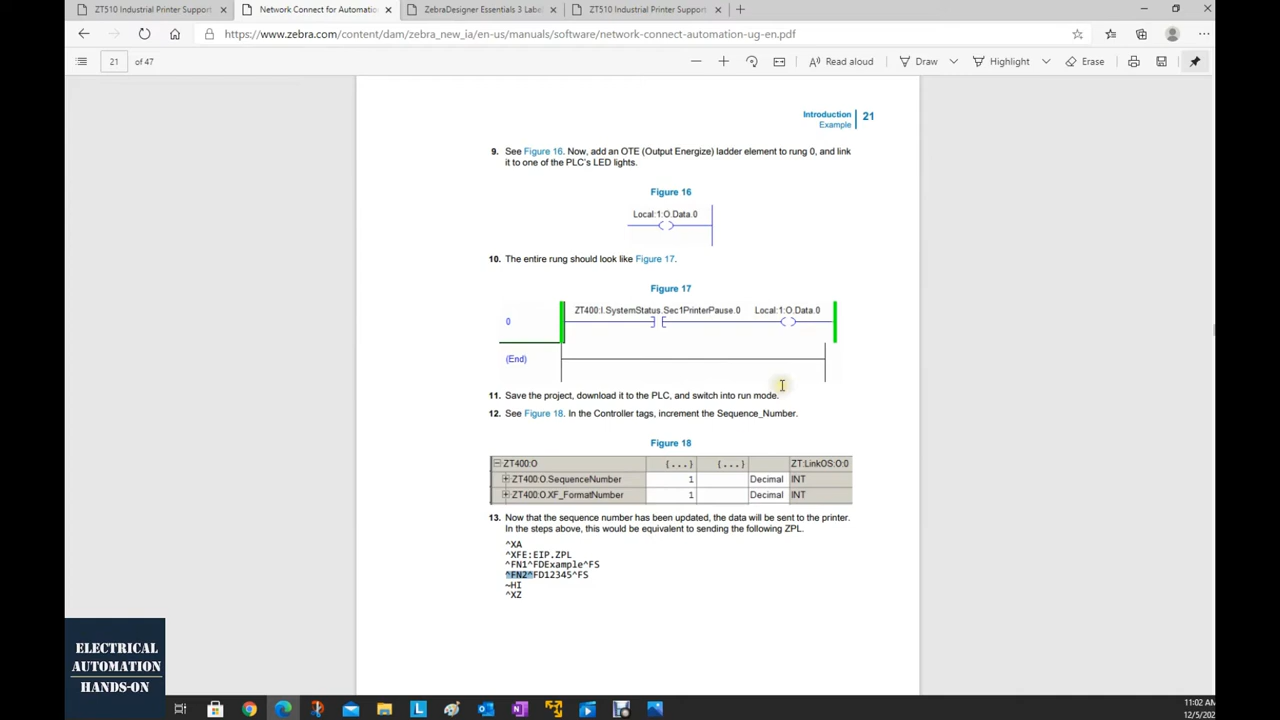 ZT510 Industrial Printer Support
Network Connect for Automation
ZebraDesigner Essentials 3 Label
ZT510 Industrial Printer Support
https://www.zebra.com/content/dam/zebra_new_ia/en-us/manuals/software/network-connect-automation-ug-en.pdf
21 of 47
Read aloud
Draw
Highlight
Erase
Introduction 21
Example
9. See Figure 16. Now, add an OTE (Output Energize) ladder element to rung 0, and link
it to one of the PLC's LED lights.
Figure 16
Local:1:O.Data.0
10. The entire rung should look like Figure 17.
Figure 17
ZT400:I.SystemStatus.Sec1PrinterPause.0 Local:1:O.Data.0
0
(End)
11. Save the project, download it to the PLC, and switch into run mode.
12. See Figure 18. In the Controller tags, increment the Sequence_Number.
Figure 18
ZT400:O {...} {...} ZT:LinkOS:O:0
ZT400:O.SequenceNumber 1 Decimal INT
ZT400:O.XF_FormatNumber 1 Decimal INT
13. Now that the sequence number has been updated, the data will be sent to the printer.
In the steps above, this would be equivalent to sending the following ZPL.
^XA
^XFE:EIP.ZPL
^FN1^FDExample^FS
^FN2^FD12345^FS
~HI
^XZ
ELECTRICAL
AUTOMATION
HANDS-ON
11:02 AM
12/5/202